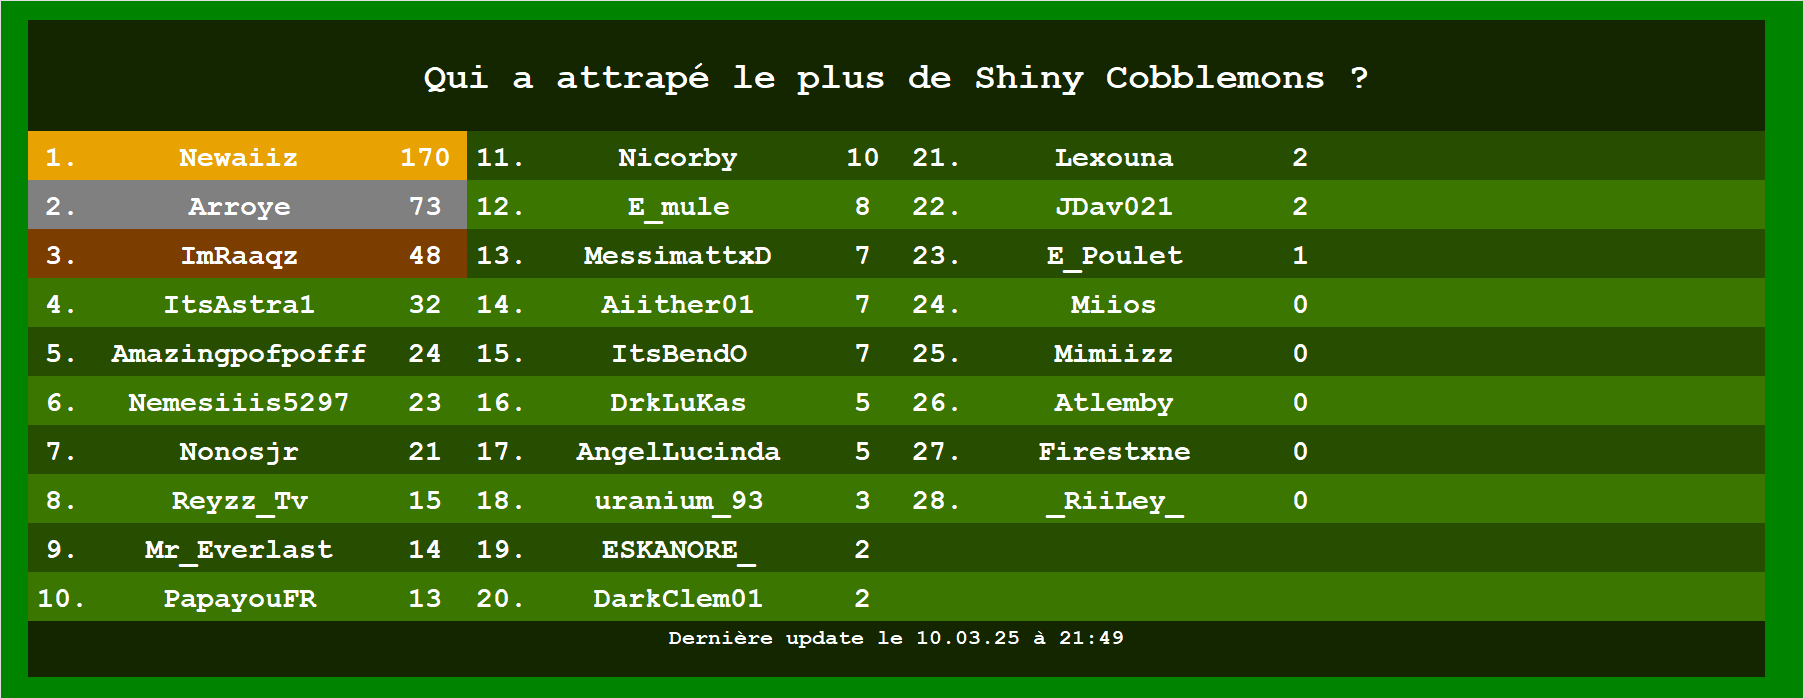 Qui a attrapé le plus de Shiny Cobblemons ?
1. Newaiiz 170 11. Nicorby 10 21. Lexouna 2
2. Arroye 73 12. E_mule 8 22. JDav021 2
3. ImRaaqz 48 13. MessimattxD 7 23. E_Poulet 1
4. ItsAstra1 32 14. Aiither01 7 24. Miios 0
5. Amazingpofpofff 24 15. ItsBendO 7 25. Mimiizz 0
6. Nemesiiis5297 23 16. DrkLuKas 5 26. Atlemby 0
7. Nonosjr 21 17. AngelLucinda 5 27. Firestxne 0
8. Reyzz_Tv 15 18. uranium_93 3 28. _RiiLey_ 0
9. Mr_Everlast 14 19. ESKANORE_ 2
10. PapayouFR 13 20. DarkClem01 2
Dernière update le 10.03.25 à 21:49